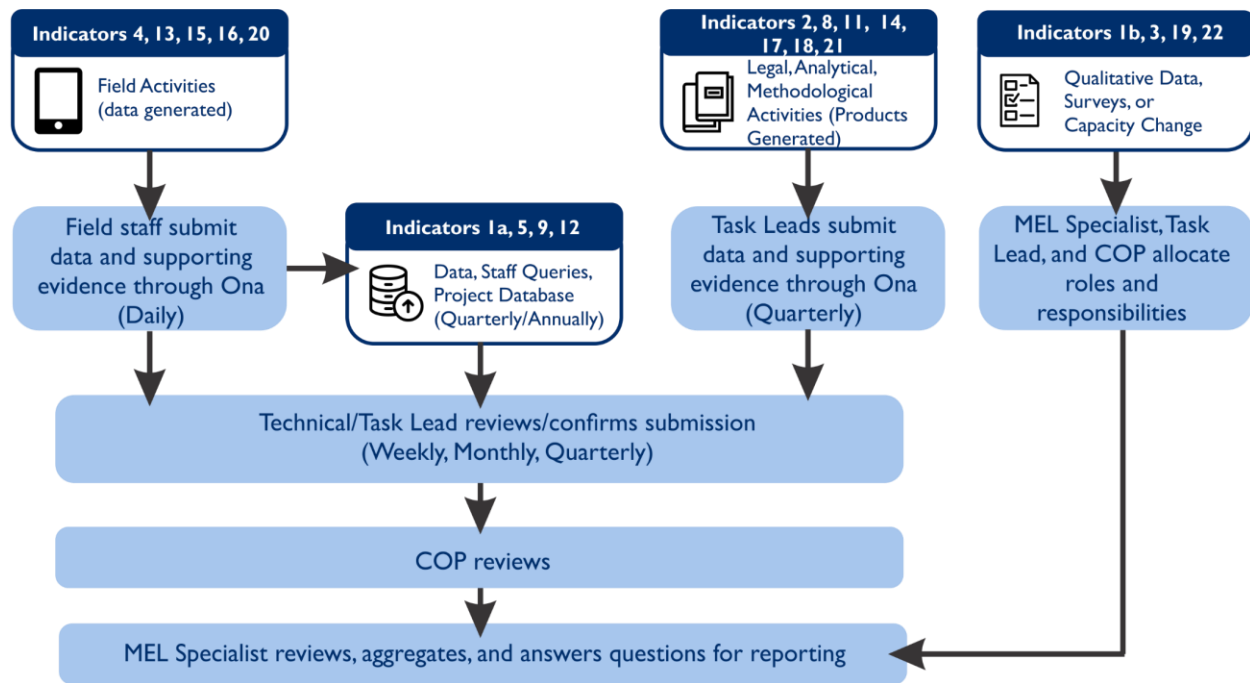 Indicators 4, 13, 15, 16, 20
Field Activities
(data generated)
Indicators 2, 8, 11, 14,
17, 18, 21
Legal, Analytical,
Methodological
Activities (Products
Generated)
Indicators 1b, 3, 19, 22
Qualitative Data,
Surveys, or
Capacity Change
Field staff submit
data and supporting
evidence through Ona
(Daily)
Indicators 1a, 5, 9, 12
Data, Staff Queries,
Project Database
(Quarterly/Annually)
Task Leads submit
data and supporting
evidence through Ona
(Quarterly)
MEL Specialist, Task
Lead, and COP allocate
roles and
responsibilities
Technical/Task Lead reviews/confirms submission
(Weekly, Monthly, Quarterly)
COP reviews
MEL Specialist reviews, aggregates, and answers questions for reporting